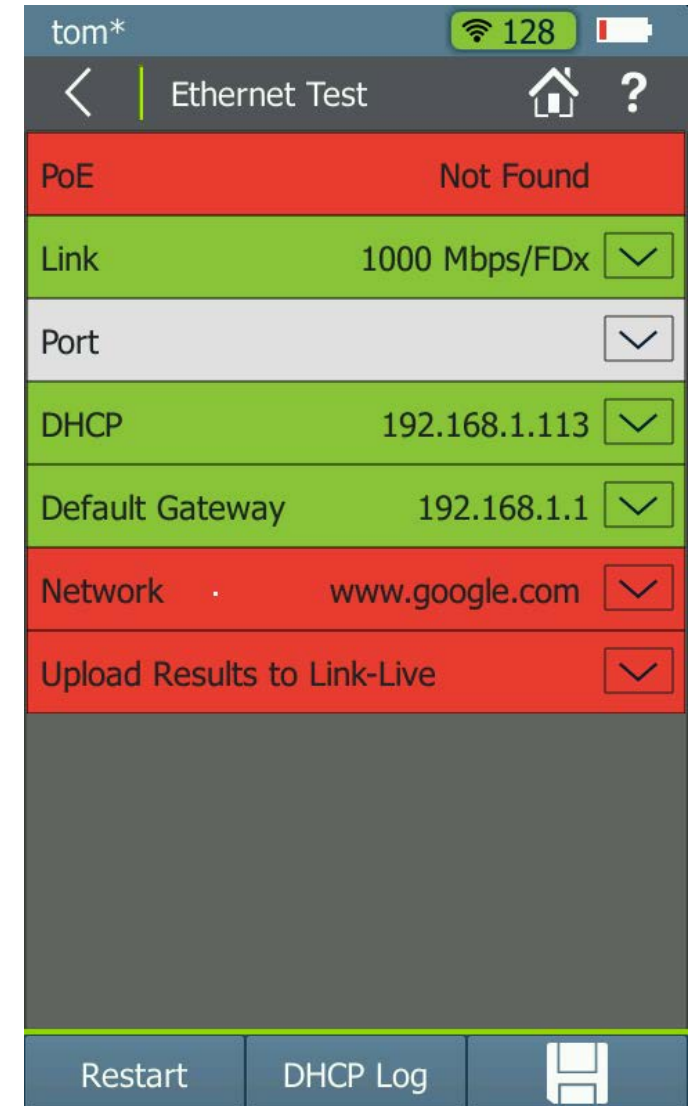 tom* 128
Ethernet Test ?
PoE Not Found
Link 1000 Mbps/FDx
Port
DHCP 192.168.1.113
Default Gateway 192.168.1.1
Network www.google.com
Upload Results to Link-Live
Restart DHCP Log